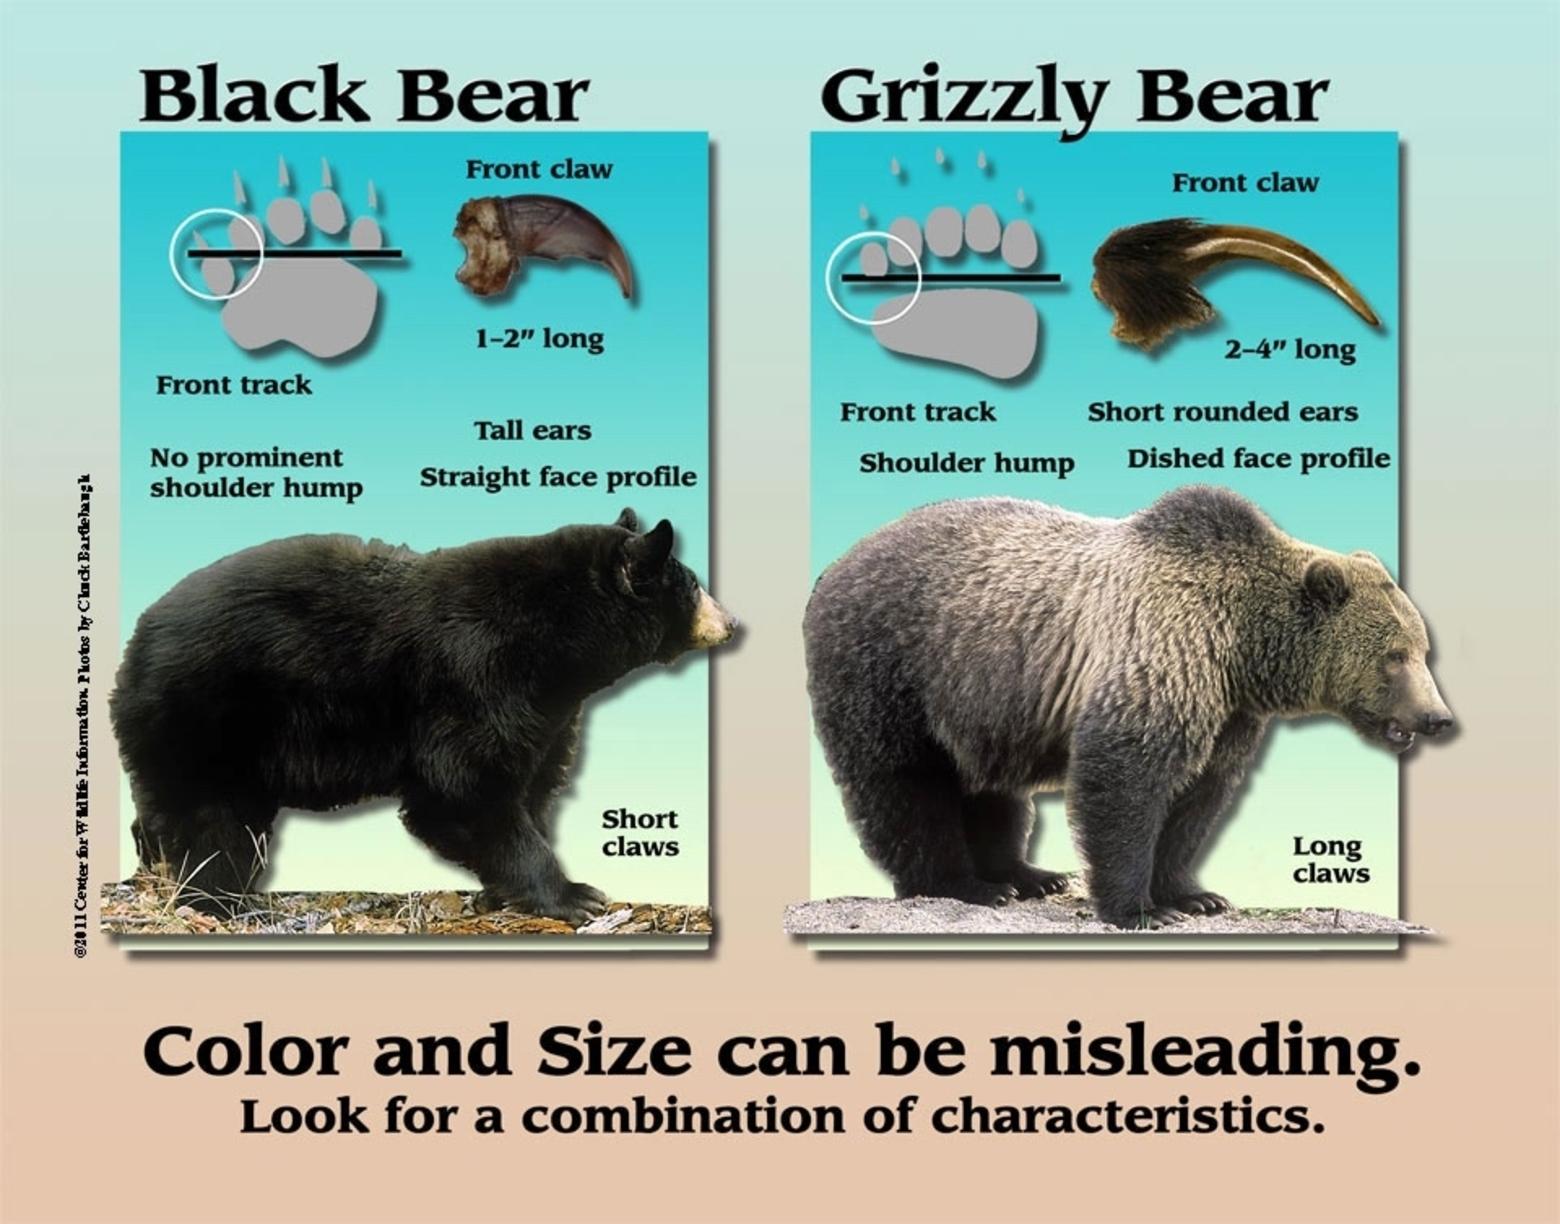 Black Bear
Front claw
1–2" long
Front track
Tall ears
No prominent
shoulder hump
Straight face profile
Short
claws
Grizzly Bear
Front claw
2–4" long
Front track
Short rounded ears
Shoulder hump
Dished face profile
Long
claws
©2011 Center for Wildlife Information. Photos by Chuck Bartlebaugh
Color and Size can be misleading.
Look for a combination of characteristics.